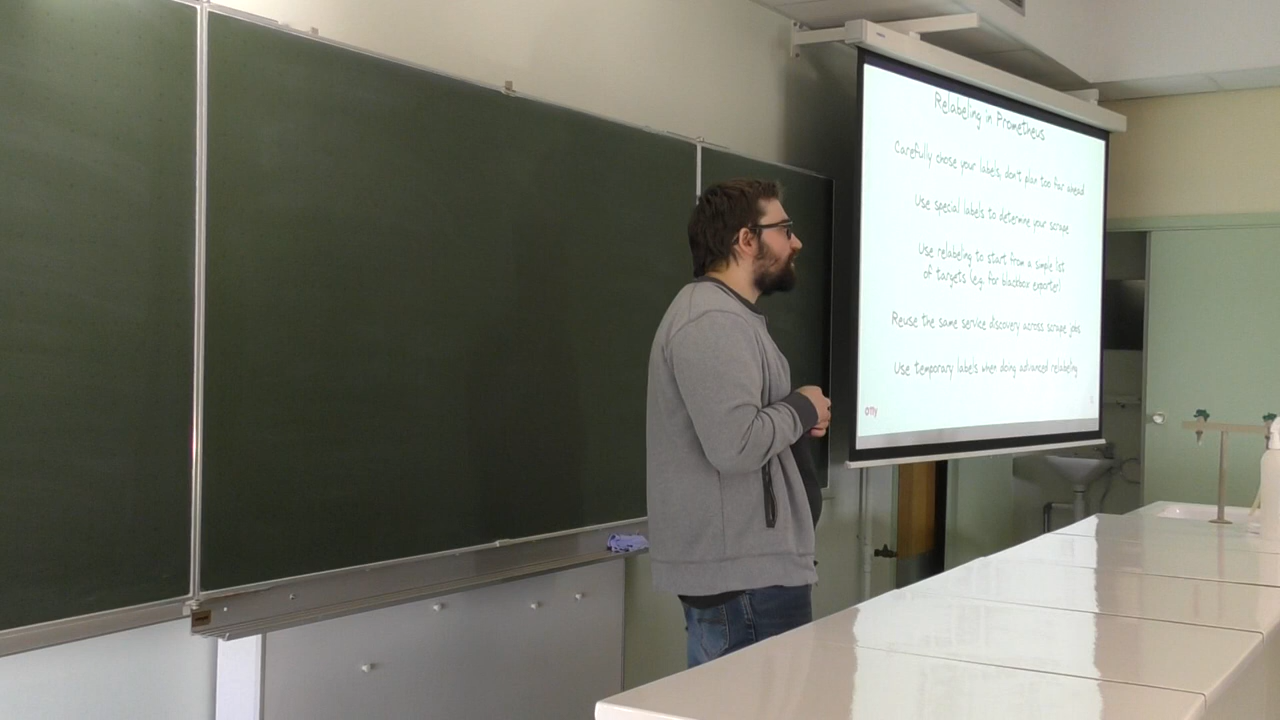 Relabeling in Prometheus
Carefully chose your labels, don't plan too far ahead
Use special labels to determine your scrape
Use relabeling to start from a simple list
of targets (e.g. for blackbox exporter)
Reuse the same service discovery across scrape jobs
Use temporary labels when doing advanced relabeling